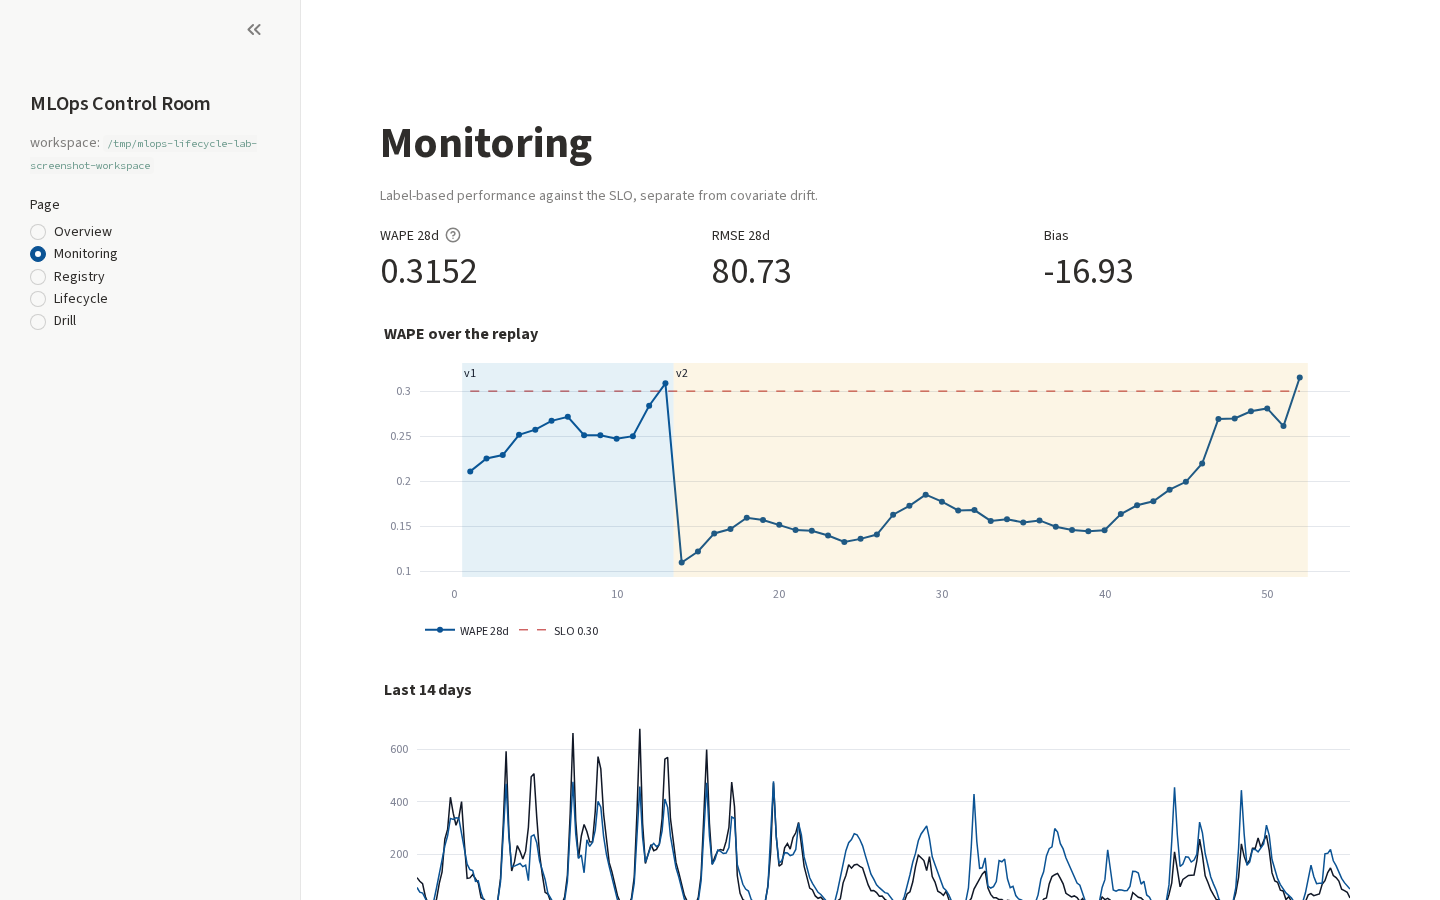 MLOps Control Room
workspace: /tmp/mlops-lifecycle-lab-
screenshot-workspace
Page
Overview
Monitoring
Registry
Lifecycle
Drill
Monitoring
Label-based performance against the SLO, separate from covariate drift.
WAPE 28d
RMSE 28d
Bias
0.3152
80.73
-16.93
WAPE over the replay
v1
v2
0.3
0.25
0.2
0.15
0.1
0
10
20
30
40
50
WAPE 28d
SLO 0.30
Last 14 days
600
400
200